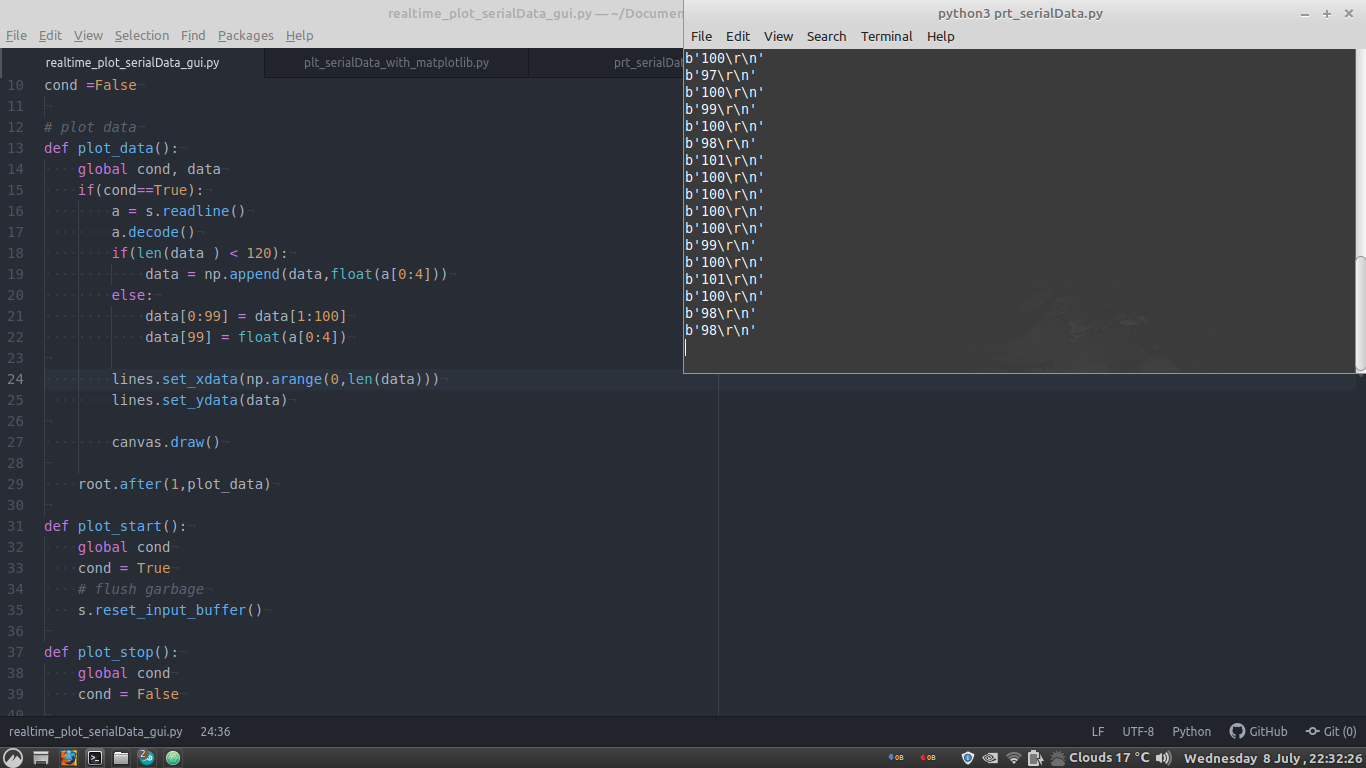 realtime_plot_serialData_gui.py — ~/Documen
File Edit View Selection Find Packages Help
realtime_plot_serialData_gui.py plt_serialData_with_matplotlib.py prt_serialDat
10 cond =False
11
12 # plot data
13 def plot_data():
14 global cond, data
15 if(cond==True):
16 a = s.readline()
17 a.decode()
18 if(len(data ) < 120):
19 data = np.append(data,float(a[0:4]))
20 else:
21 data[0:99] = data[1:100]
22 data[99] = float(a[0:4])
23
24 lines.set_xdata(np.arange(0,len(data)))
25 lines.set_ydata(data)
26
27 canvas.draw()
28
29 root.after(1,plot_data)
30
31 def plot_start():
32 global cond
33 cond = True
34 # flush garbage
35 s.reset_input_buffer()
36
37 def plot_stop():
38 global cond
39 cond = False
40
python3 prt_serialData.py
File Edit View Search Terminal Help
b'100\r\n'
b'97\r\n'
b'100\r\n'
b'99\r\n'
b'100\r\n'
b'98\r\n'
b'101\r\n'
b'100\r\n'
b'100\r\n'
b'100\r\n'
b'100\r\n'
b'99\r\n'
b'100\r\n'
b'101\r\n'
b'100\r\n'
b'98\r\n'
b'98\r\n'
realtime_plot_serialData_gui.py 24:36 LF UTF-8 Python GitHub Git (0)
2 0B 0B Clouds 17 °C Wednesday 8 July , 22:32:26